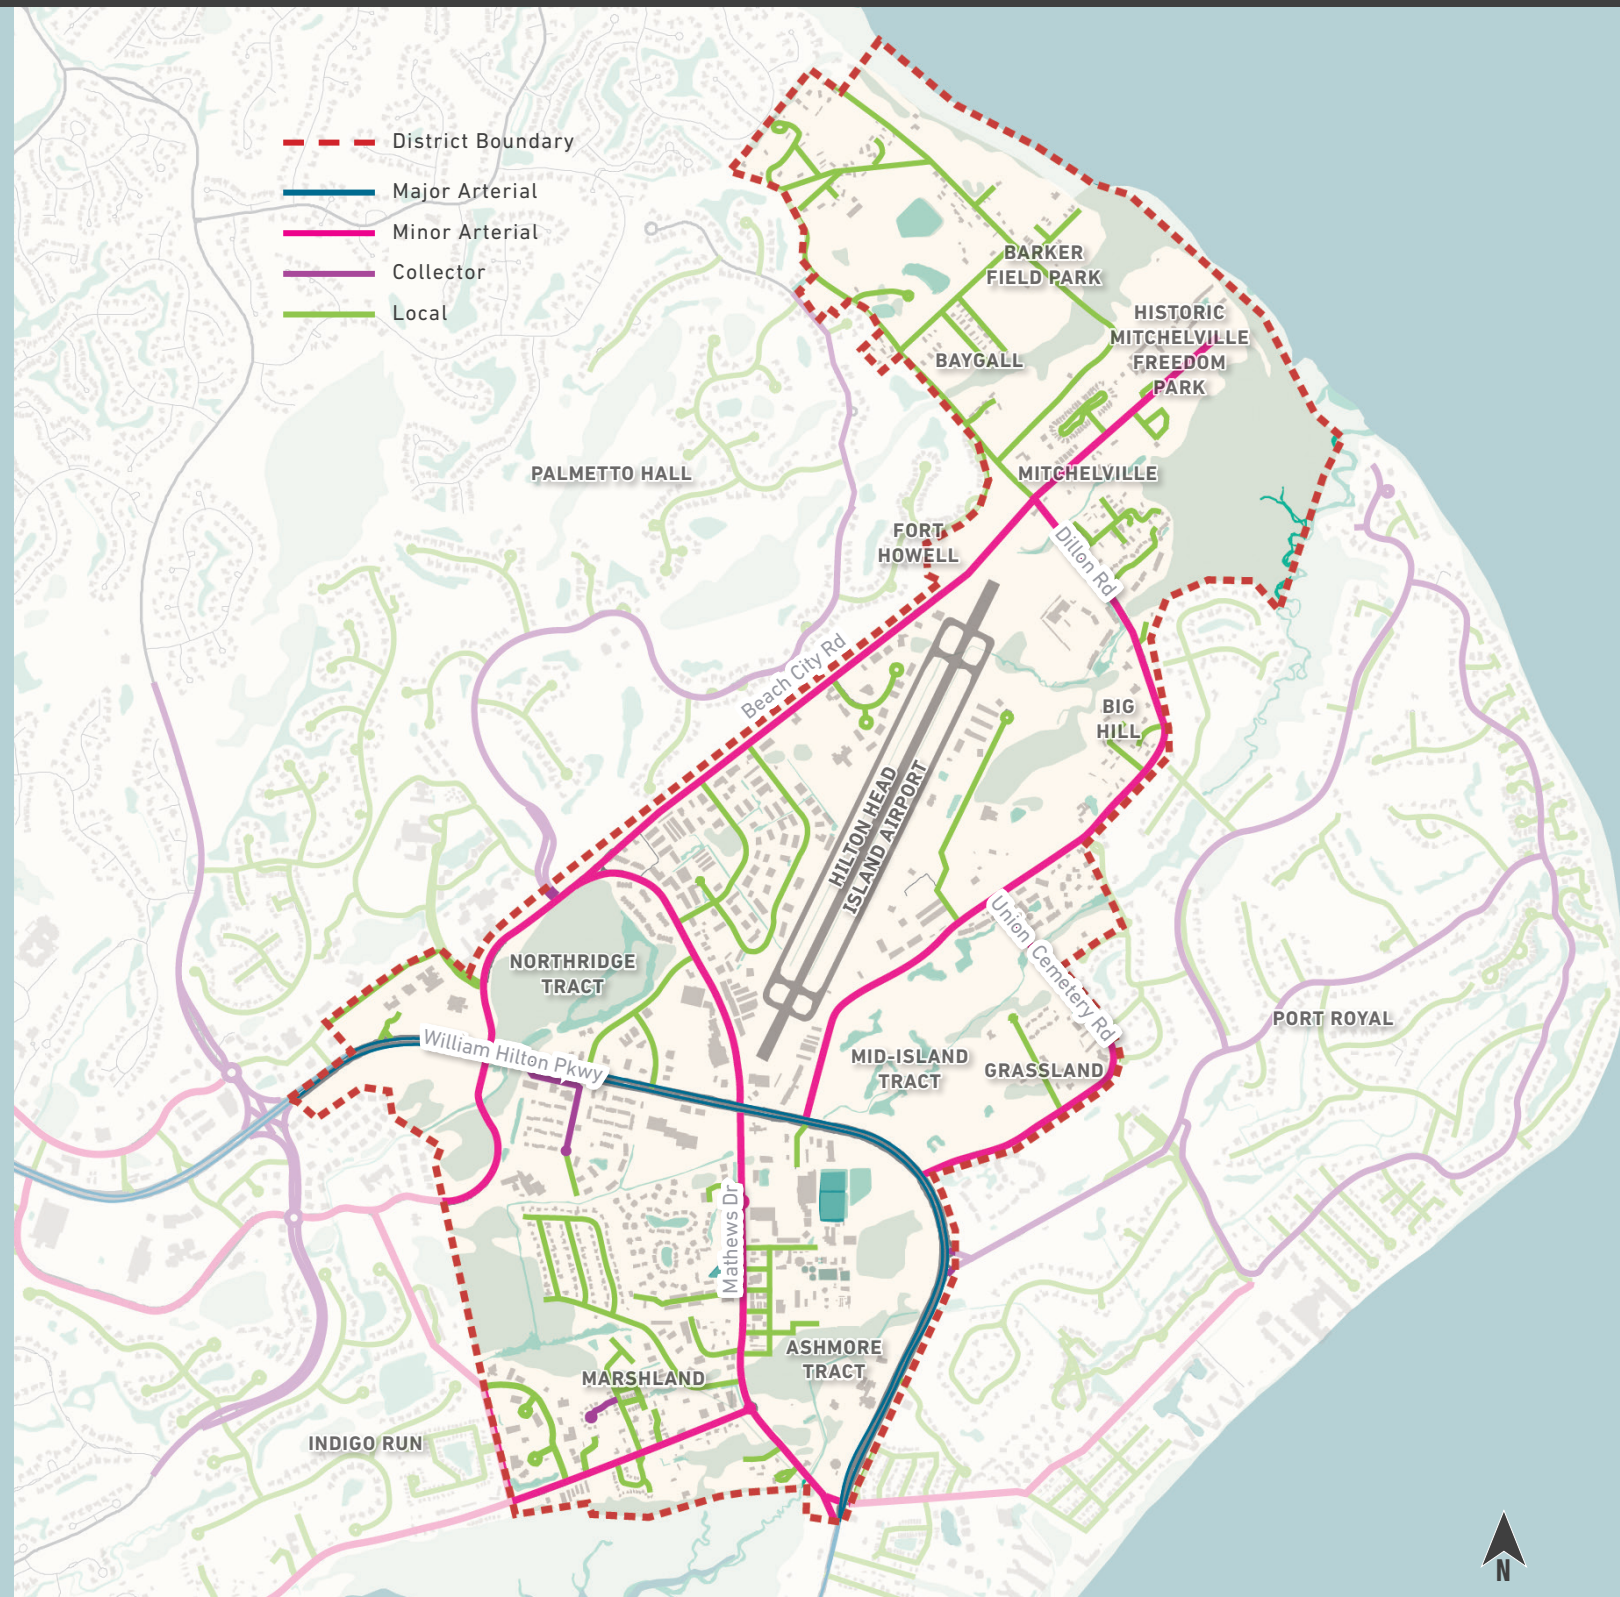 District Boundary
Major Arterial
Minor Arterial
Collector
Local
BARKER
FIELD PARK
HISTORIC
MITCHELVILLE
FREEDOM
PARK
BAYGALL
PALMETTO HALL
MITCHELVILLE
FORT
HOWELL
Dillon Rd
Beach City Rd
BIG
HILL
HILTON HEAD
ISLAND AIRPORT
Union Cemetery Rd
NORTHRIDGE
TRACT
PORT ROYAL
William Hilton Pkwy
MID-ISLAND
TRACT
GRASSLAND
Mathews Dr
ASHMORE
TRACT
MARSHLAND
INDIGO RUN
N